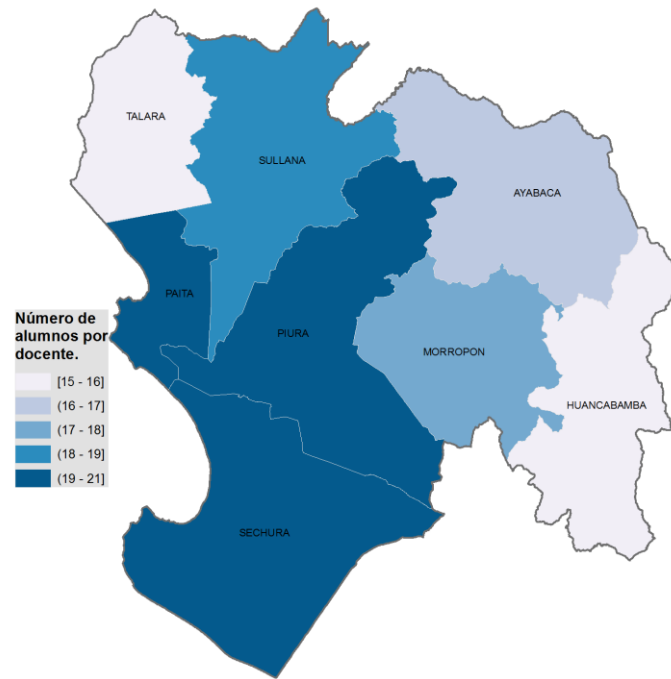 TALARA
SULLANA
AYABACA
PAITA
PIURA
MORROPON
HUANCABAMBA
SECHURA
Número de
alumnos por
docente.
[15 - 16]
(16 - 17]
(17 - 18]
(18 - 19]
(19 - 21]